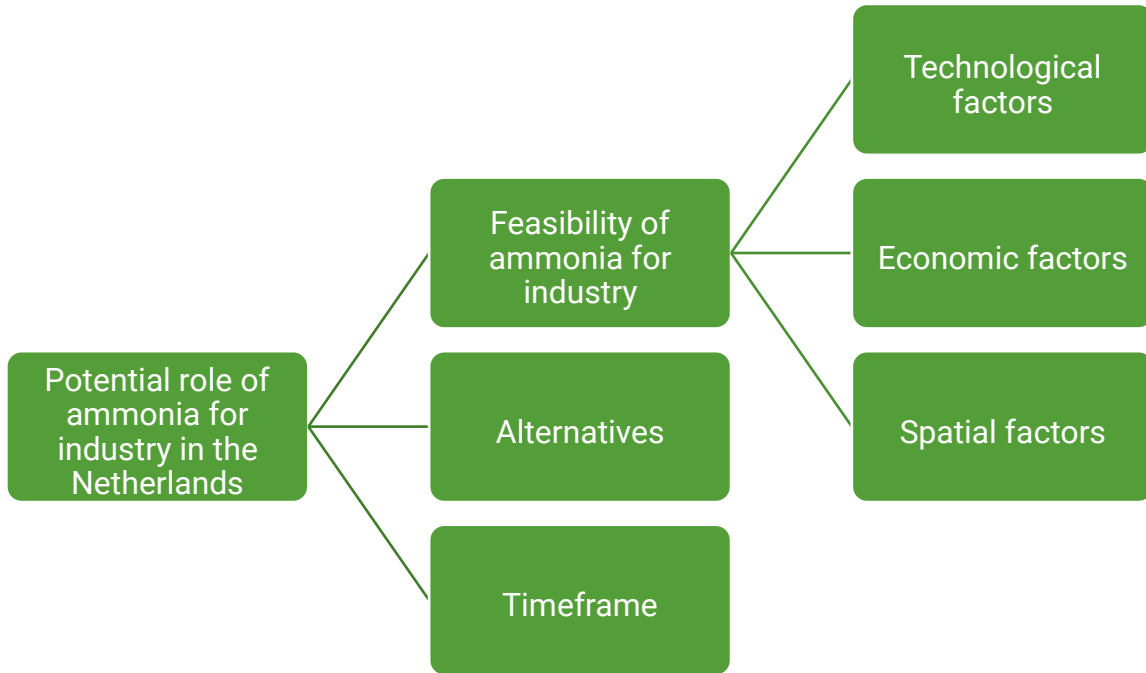 Potential role of
ammonia for
industry in the
Netherlands
Feasibility of
ammonia for
industry
Alternatives
Timeframe
Technological
factors
Economic factors
Spatial factors